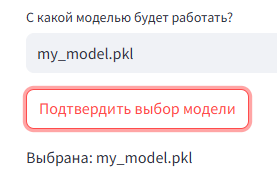 С какой моделью будет работать?
my_model.pkl
Подтвердить выбор модели
Выбрана: my_model.pkl